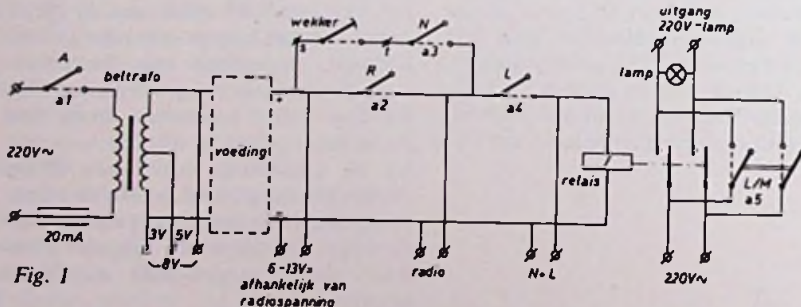 A
a1
beltrafo
220V~
20mA
3V
5V
8V
voeding
+
=
6-13V=
afhankelijk van
radiospanning
wekker
s
t
N
a3
R
a2
L
a4
radio
N+L
relais
uitgang
220V-lamp
lamp
L/M
a5
220V~
Fig. 1